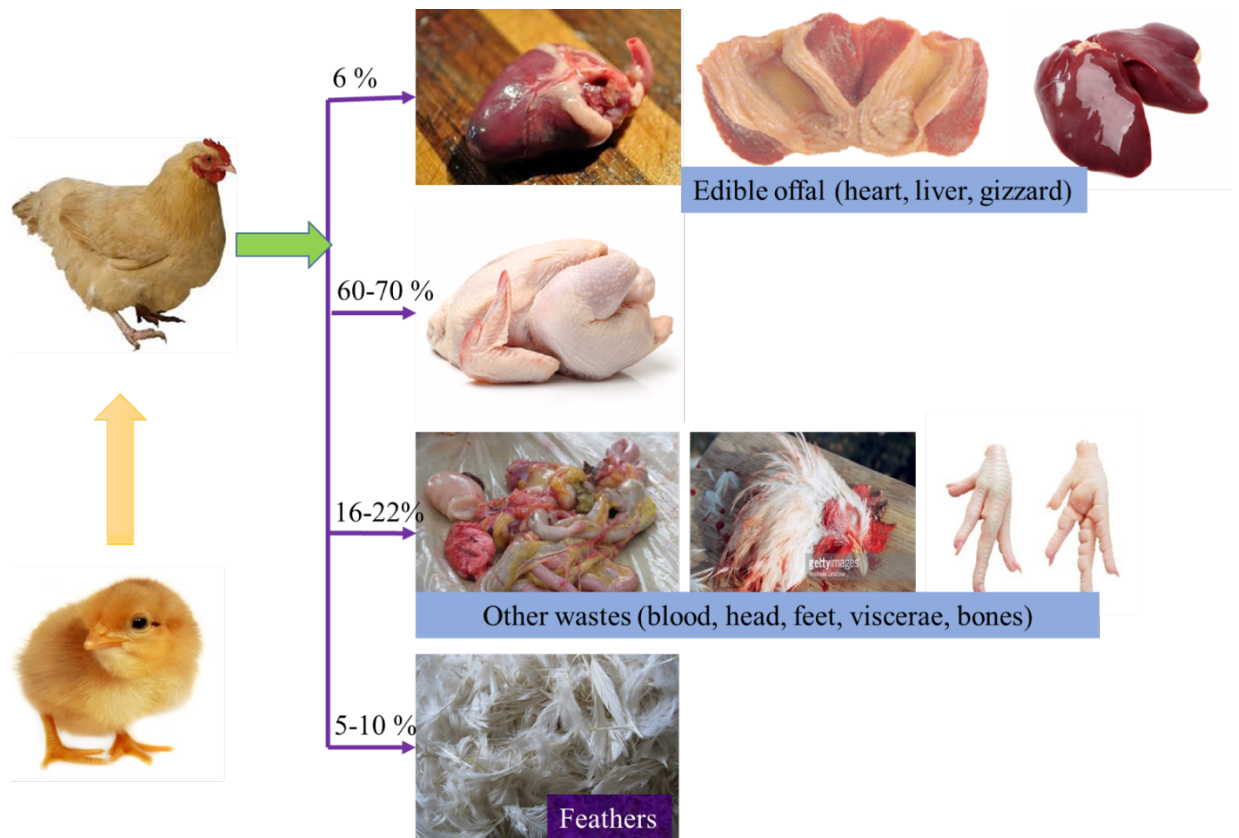 6 %
Edible offal (heart, liver, gizzard)
60-70 %
16-22%
gettyimages
Other wastes (blood, head, feet, viscerae, bones)
5-10 %
Feathers